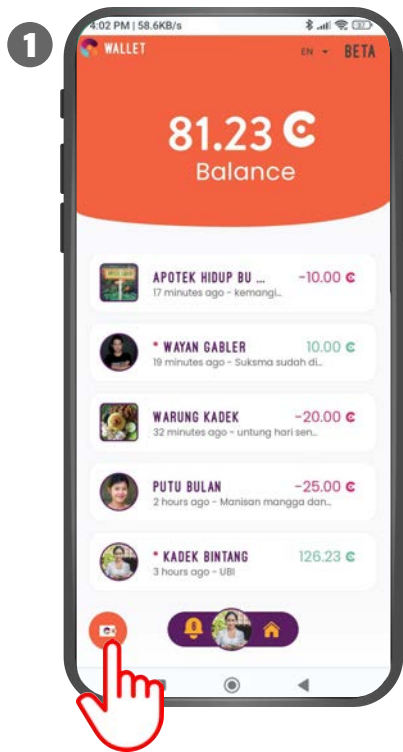 1
4:02 PM | 58.6KB/s
WALLET EN BETA
81.23
Balance
APOTEK HIDUP BU ... -10.00
17 minutes ago - kemangi...
* WAYAN GABLER 10.00
19 minutes ago - Suksma sudah di...
WARUNG KADEK -20.00
32 minutes ago - untung hari sen...
PUTU BULAN -25.00
2 hours ago - Manisan mangga dan...
* KADEK BINTANG 126.23
3 hours ago - UBI